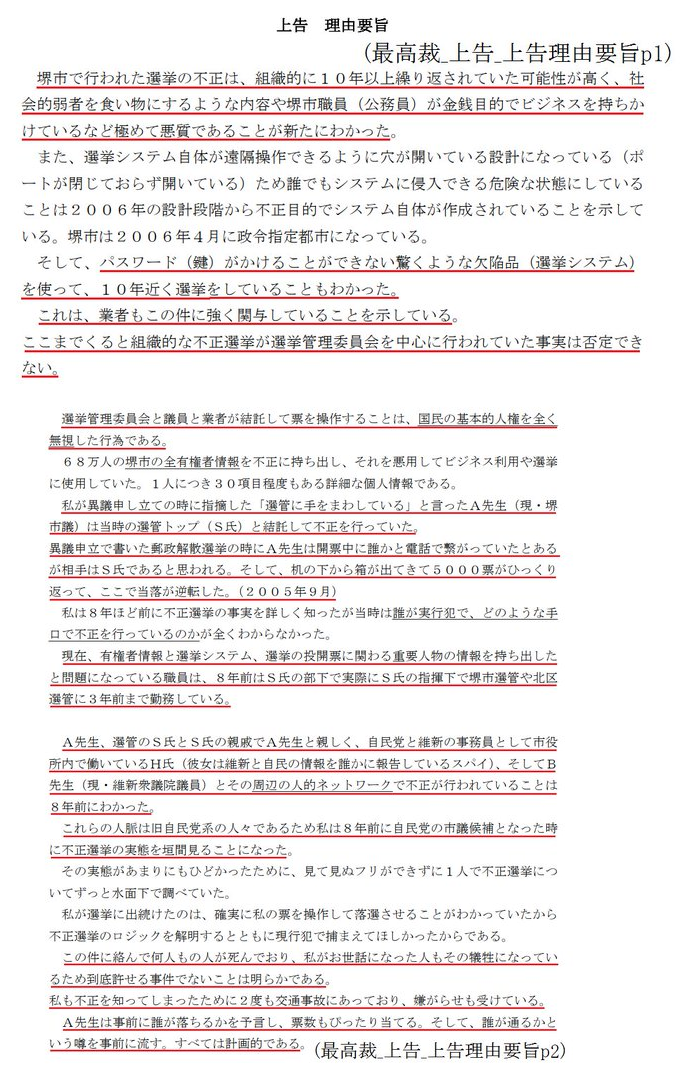 上告　理由要旨
(最高裁_上告_上告理由要旨p1)
堺市で行われた選挙の不正は、組織的に１０年以上繰り返されていた可能性が高く、社
会的弱者を食い物にするような内容や堺市職員（公務員）が金銭目的でビジネスを持ちか
けているなど極めて悪質であることが新たにわかった。
また、選挙システム自体が遠隔操作できるように穴が開いている設計になっている（ポ
ートが閉じておらず開いている）ため誰でもシステムに侵入できる危険な状態にしている
ことは２００６年の設計段階から不正目的でシステム自体が作成されていることを示して
いる。堺市は２００６年４月に政令指定都市になっている。
そして、パスワード（鍵）がかけることができない驚くような欠陥品（選挙システム）
を使って、１０年近く選挙をしていることもわかった。
これは、業者もこの件に強く関与していることを示している。
ここまでくると組織的な不正選挙が選挙管理委員会を中心に行われていた事実は否定でき
ない。
選挙管理委員会と議員と業者が結託して票を操作することは、国民の基本的人権を全く
無視した行為である。
６８万人の堺市の全有権者情報を不正に持ち出し、それを悪用してビジネス利用や選挙
に使用していた。１人につき３０項目程度もある詳細な個人情報である。
私が異議申し立ての時に指摘した「選管に手をまわしている」と言ったＡ先生（現・堺
市議）は当時の選管トップ（Ｓ氏）と結託して不正を行っていた。
異議申立で書いた郵政解散選挙の時にＡ先生は開票中に誰かと電話で繋がっていたとある
が相手はＳ氏であると思われる。そして、机の下から箱が出てきて５０００票がひっくり
返って、ここで当落が逆転した。（２００５年９月）
私は８年ほど前に不正選挙の事実を詳しく知ったが当時は誰が実行犯で、どのような手
口で不正を行っているのかが全くわからなかった。
現在、有権者情報と選挙システム、選挙の投開票に関わる重要人物の情報を持ち出した
と問題になっている職員は、８年前はＳ氏の部下で実際にＳ氏の指揮下で堺市選管や北区
選管に３年前まで勤務している。
Ａ先生、選管のＳ氏とＳ氏の親戚でＡ先生と親しく、自民党と維新の事務員として市役
所内で働いているＨ氏（彼女は維新と自民の情報を誰かに報告しているスパイ）、そしてＢ
先生（現・維新衆議院議員）とその周辺の人的ネットワークで不正が行われていることは
８年前にわかった。
これらの人脈は旧自民党系の人々であるため私は８年前に自民党の市議候補となった時
に不正選挙の実態を垣間見ることになった。
その実態があまりにもひどかったために、見て見ぬフリができずに１人で不正選挙につ
いてずっと水面下で調べていた。
私が選挙に出続けたのは、確実に私の票を操作して落選させることがわかっていたから
不正選挙のロジックを解明するとともに現行犯で捕まえてほしかったからである。
この件に絡んで何人もの人が死んでおり、私がお世話になった人もその犠牲になってい
るため到底許せる事件でないことは明らかである。
私も不正を知ってしまったために２度も交通事故にあっており、嫌がらせも受けている。
Ａ先生は事前に誰が落ちるかを予言し、票数もぴったり当てる。そして、誰が通るかと
いう噂を事前に流す。すべては計画的である。
(最高裁_上告_上告理由要旨p2)